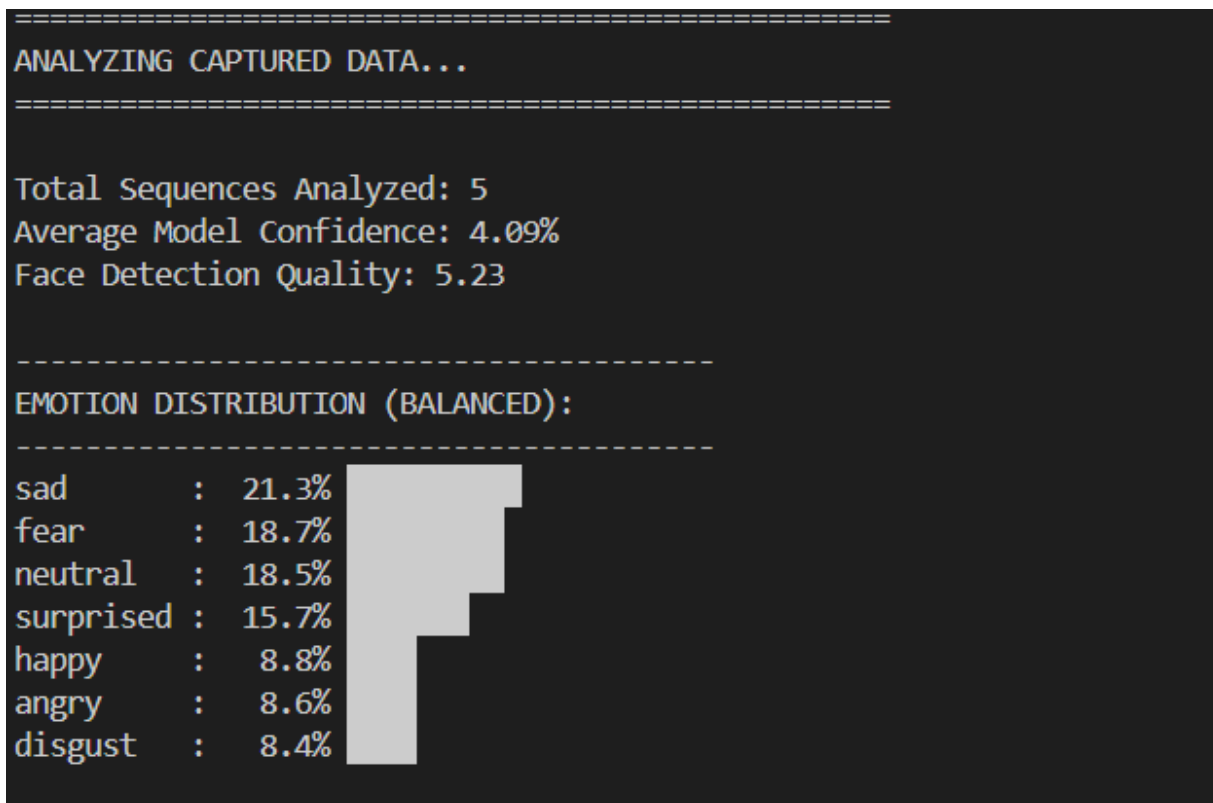 ==================================================
ANALYZING CAPTURED DATA...
==================================================
Total Sequences Analyzed: 5
Average Model Confidence: 4.09%
Face Detection Quality: 5.23
----------------------------------------
EMOTION DISTRIBUTION (BALANCED):
----------------------------------------
sad       :  21.3%
fear      :  18.7%
neutral   :  18.5%
surprised :  15.7%
happy     :   8.8%
angry     :   8.6%
disgust   :   8.4%